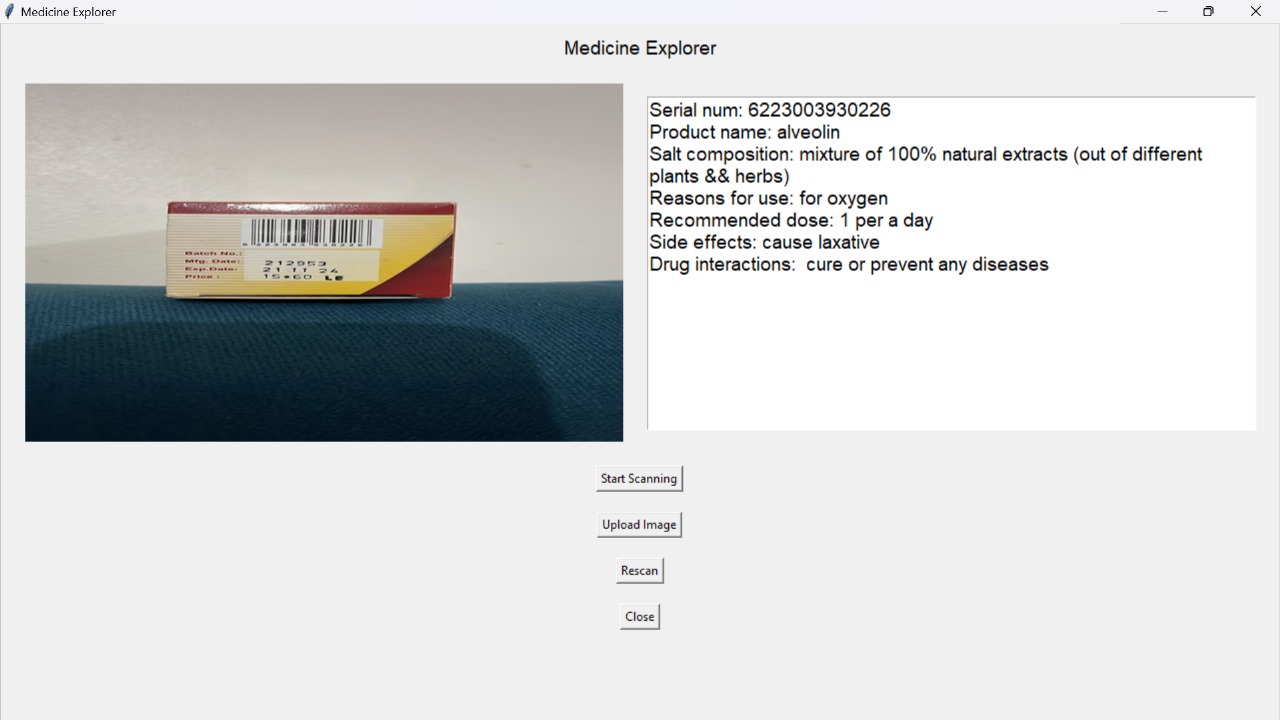 Medicine Explorer
Medicine Explorer
Serial num: 6223003930226
Product name: alveolin
Salt composition: mixture of 100% natural extracts (out of different
plants && herbs)
Reasons for use: for oxygen
Recommended dose: 1 per a day
Side effects: cause laxative
Drug interactions:  cure or prevent any diseases
Batch No.:
Mfg. Date: 212953
Exp.Date: 21 11 24
Price : 15•60 LE
Start Scanning
Upload Image
Rescan
Close